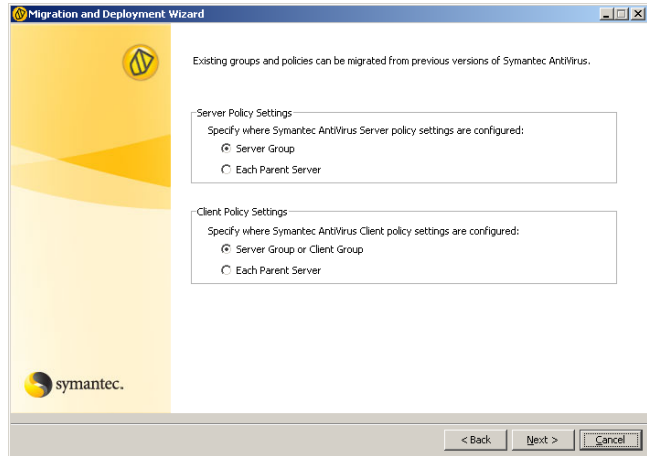 Migration and Deployment Wizard
Existing groups and policies can be migrated from previous versions of Symantec AntiVirus.
Server Policy Settings
Specify where Symantec AntiVirus Server policy settings are configured:
Server Group
Each Parent Server
Client Policy Settings
Specify where Symantec AntiVirus Client policy settings are configured:
Server Group or Client Group
Each Parent Server
symantec.
< Back
Next >
Cancel